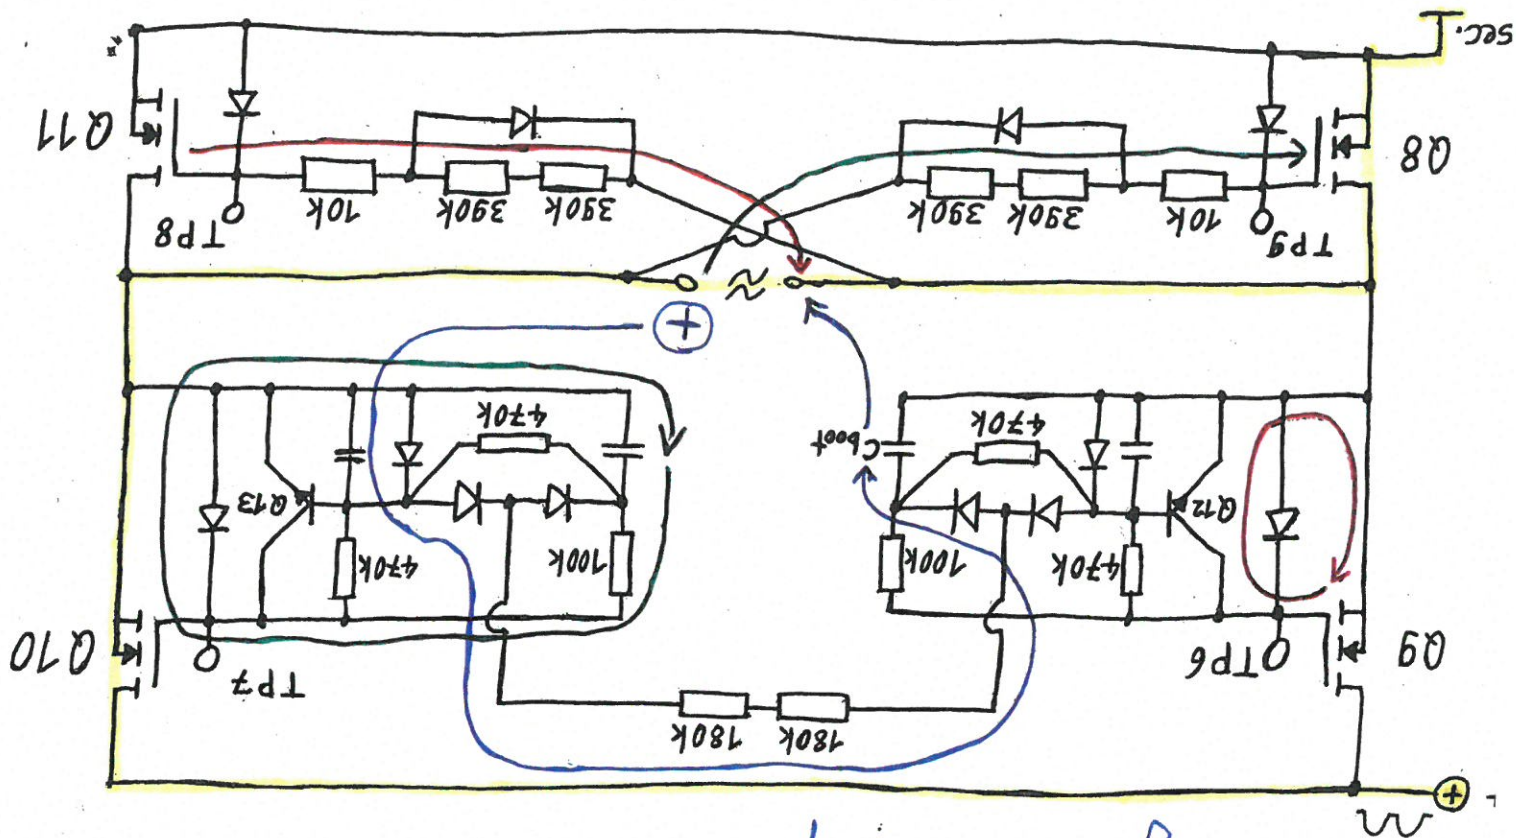 +
180k 180k
Q9 TP6 TP7 Q10
470k 100k 100k 470k
Q12 Q13
470k Cboot 470k
+
TP9 10k 390k 390k 390k 390k 10k TP8
Q8 Q11
sec.